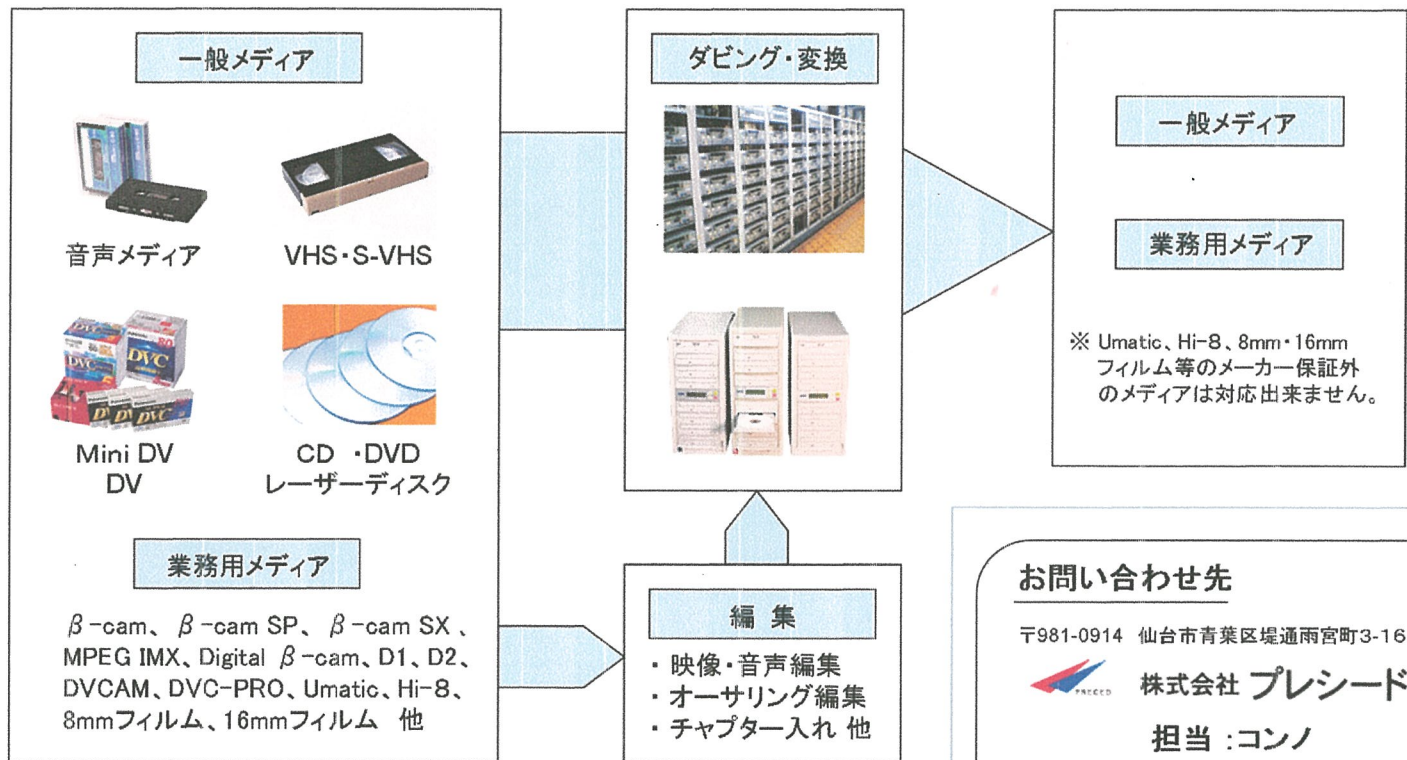 一般メディア
音声メディア
VHS・S-VHS
Mini DV
DV
CD ・DVD
レーザーディスク
業務用メディア
β-cam、β-cam SP、β-cam SX、
MPEG IMX、Digital β-cam、D1、D2、
DVCAM、DVC-PRO、Umatic、Hi-8、
8mmフィルム、16mmフィルム 他
ダビング・変換
編 集
・ 映像・音声編集
・ オーサリング編集
・ チャプター入れ 他
一般メディア
業務用メディア
※ Umatic、Hi-8、8mm・16mm
フィルム等のメーカー保証外
のメディアは対応出来ません。
お問い合わせ先
〒981-0914 仙台市青葉区堤通雨宮町3-16
株式会社 プレシード
担当 :コンノ
DVC
DVC